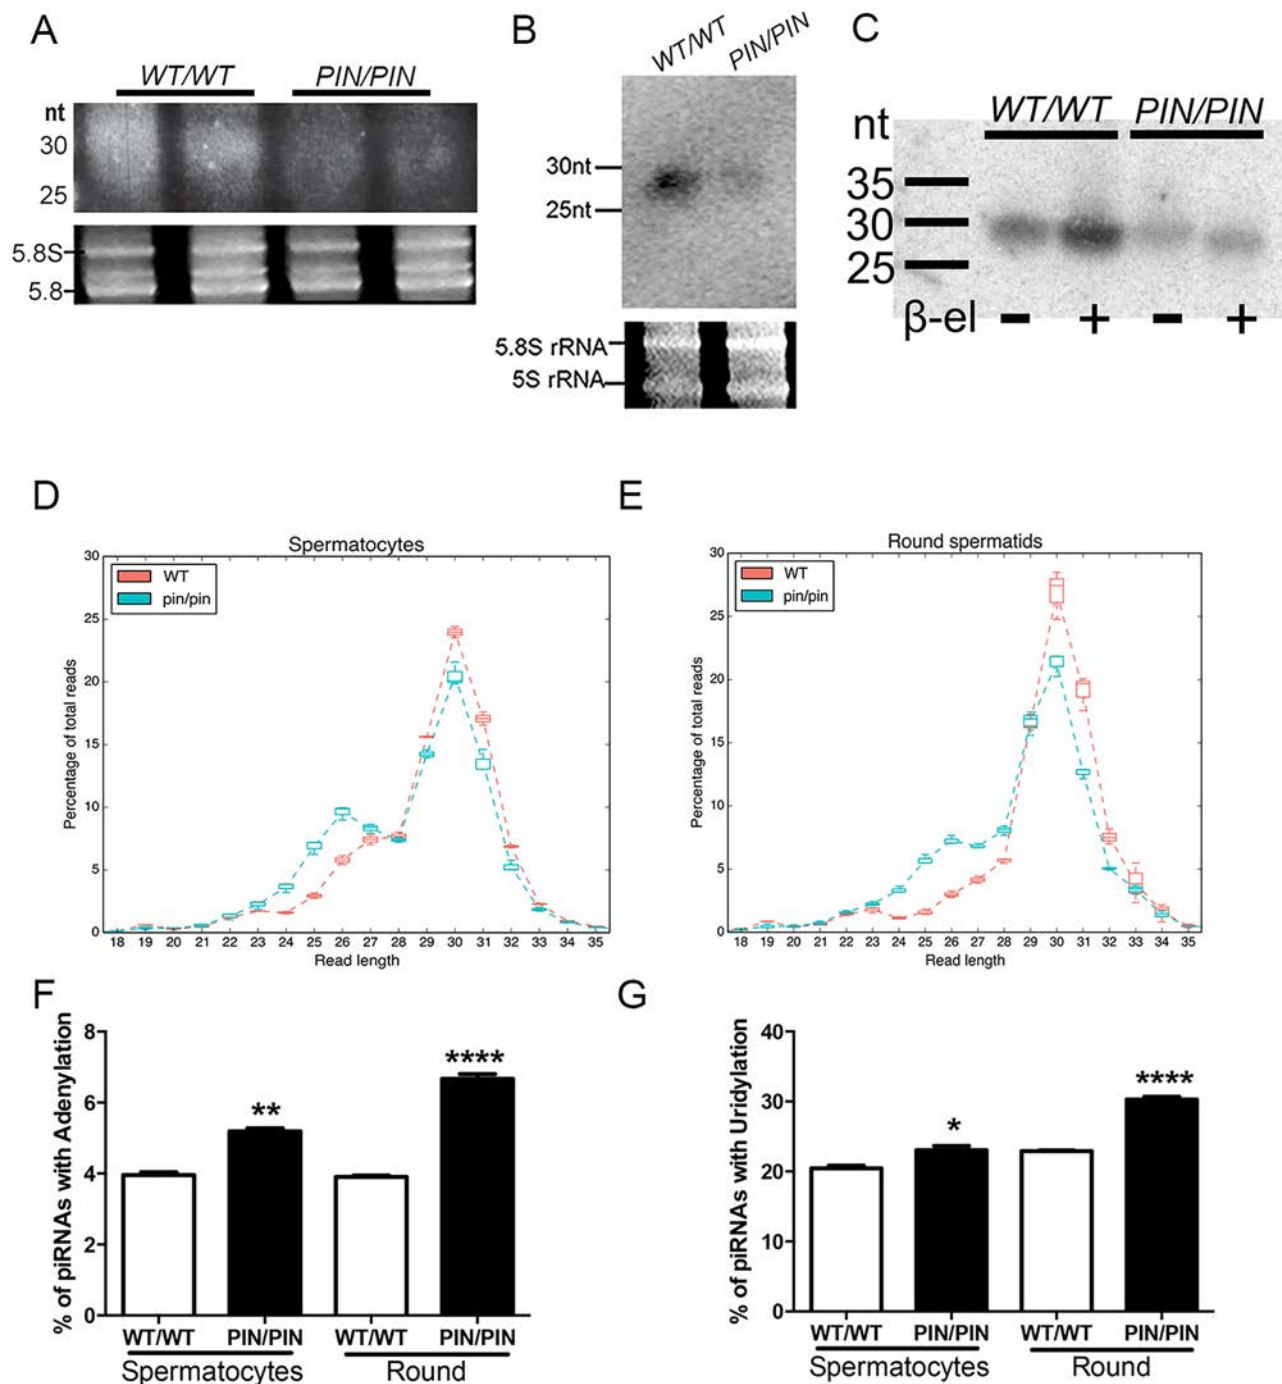 A
WT/WT PIN/PIN
nt
30
25
5.8S
5.8
B
WT/WT PIN/PIN
30nt
25nt
5.8S rRNA
5S rRNA
C
WT/WT PIN/PIN
nt
35
30
25
β-el - + - +
D
Spermatocytes
WT
pin/pin
Percentage of total reads
30
25
20
15
10
5
0
18 19 20 21 22 23 24 25 26 27 28 29 30 31 32 33 34 35
Read length
E
Round spermatids
WT
pin/pin
Percentage of total reads
30
25
20
15
10
5
0
18 19 20 21 22 23 24 25 26 27 28 29 30 31 32 33 34 35
Read length
F
% of piRNAs with Adenylation
8
6
4
2
0
**
****
WT/WT PIN/PIN WT/WT PIN/PIN
Spermatocytes Round
G
% of piRNAs with Uridylation
40
30
20
10
0
*
****
WT/WT PIN/PIN WT/WT PIN/PIN
Spermatocytes Round